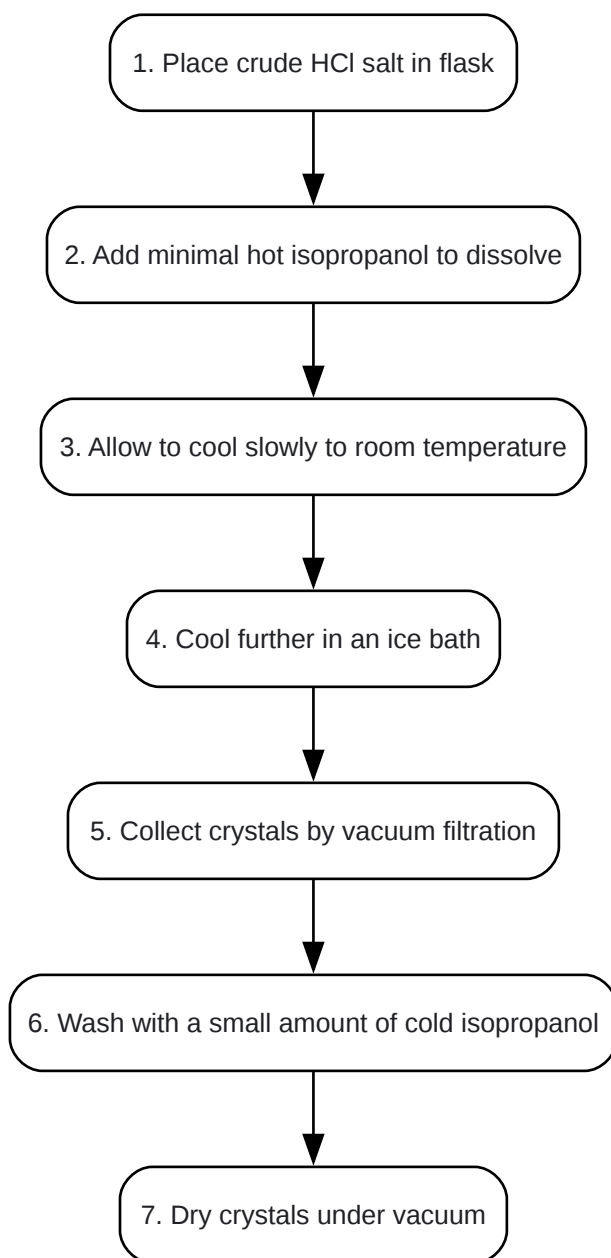 1. Place crude HCl salt in flask
2. Add minimal hot isopropanol to dissolve
3. Allow to cool slowly to room temperature
4. Cool further in an ice bath
5. Collect crystals by vacuum filtration
6. Wash with a small amount of cold isopropanol
7. Dry crystals under vacuum